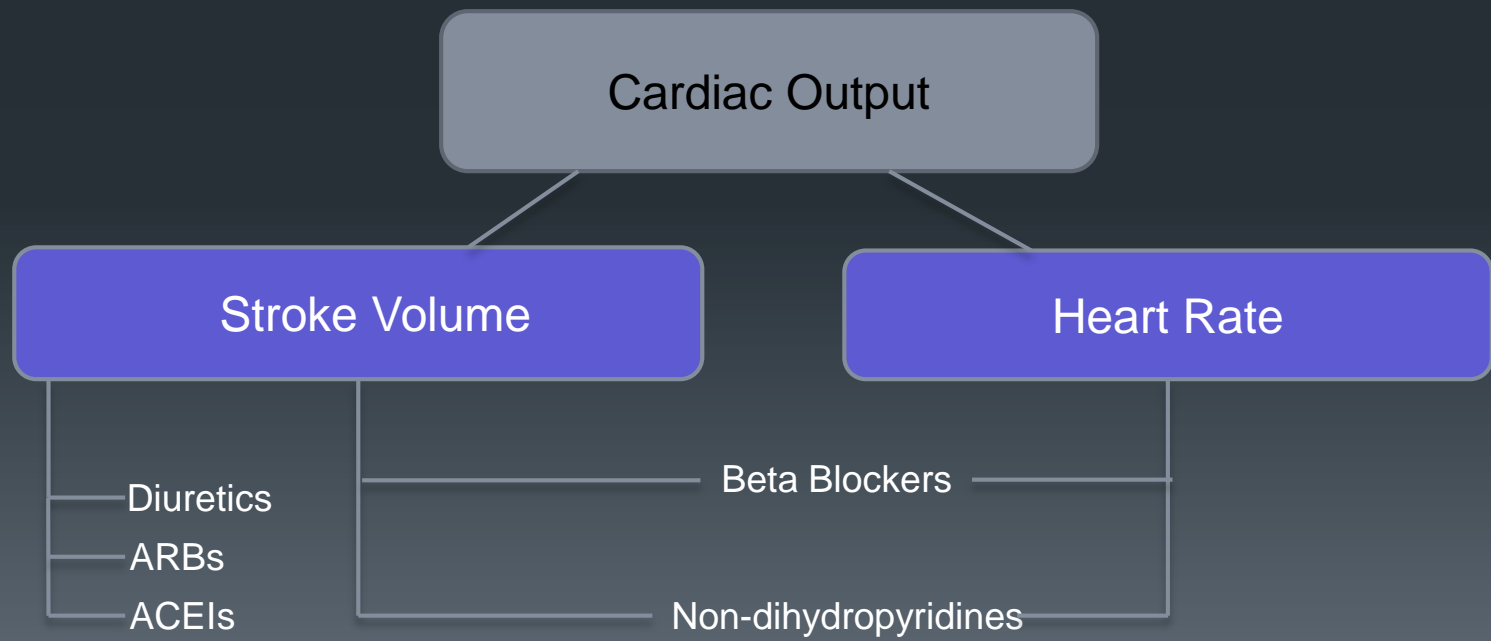 Cardiac Output
Stroke Volume
Heart Rate
Beta Blockers
Diuretics
ARBs
ACEIs
Non-dihydropyridines